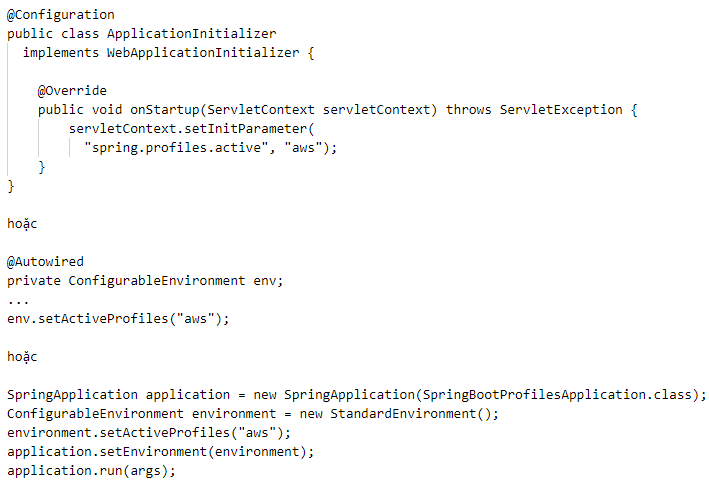 @Configuration
public class ApplicationInitializer
  implements WebApplicationInitializer {

    @Override
    public void onStartup(ServletContext servletContext) throws ServletException {
        servletContext.setInitParameter(
          "spring.profiles.active", "aws");
    }
}

hoặc

@Autowired
private ConfigurableEnvironment env;
...
env.setActiveProfiles("aws");

hoặc

SpringApplication application = new SpringApplication(SpringBootProfilesApplication.class);
ConfigurableEnvironment environment = new StandardEnvironment();
environment.setActiveProfiles("aws");
application.setEnvironment(environment);
application.run(args);